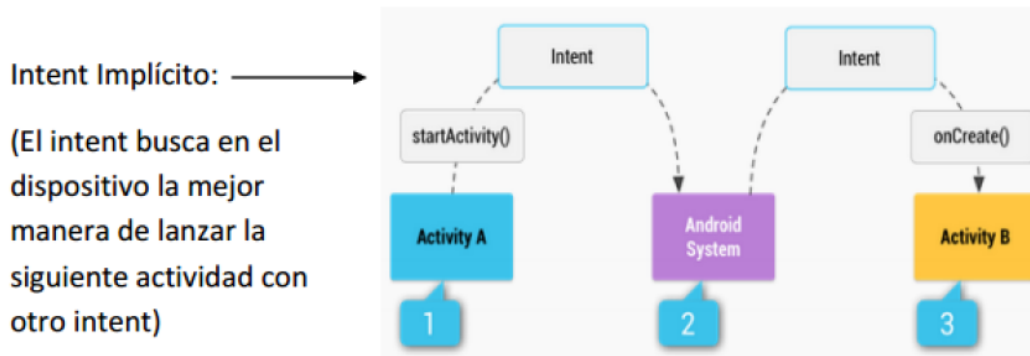 Intent Implícito:
(El intent busca en el
dispositivo la mejor
manera de lanzar la
siguiente actividad con
otro intent)
Intent
Intent
startActivity()
onCreate()
Activity A
Android
System
Activity B
1
2
3